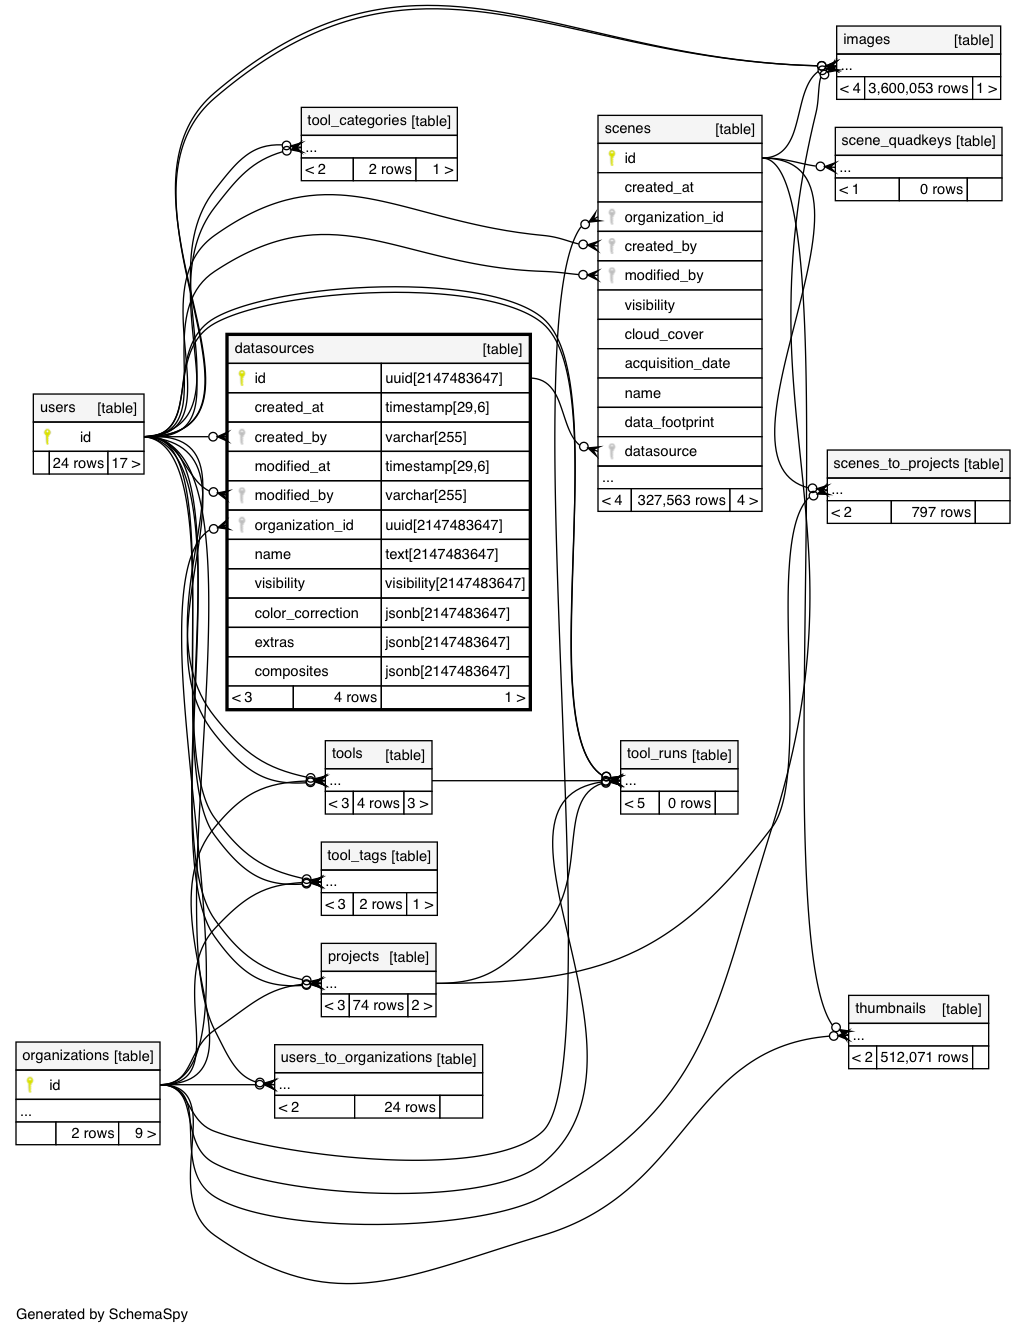 images [table]
...
< 4 3,600,053 rows 1 >
tool_categories [table]
...
< 2 2 rows 1 >
scenes [table]
id
created_at
organization_id
created_by
modified_by
visibility
cloud_cover
acquisition_date
name
data_footprint
datasource
...
< 4 327,563 rows 4 >
scene_quadkeys [table]
...
< 1 0 rows
datasources [table]
id uuid[2147483647]
created_at timestamp[29,6]
created_by varchar[255]
modified_at timestamp[29,6]
modified_by varchar[255]
organization_id uuid[2147483647]
name text[2147483647]
visibility visibility[2147483647]
color_correction jsonb[2147483647]
extras jsonb[2147483647]
composites jsonb[2147483647]
< 3 4 rows 1 >
users [table]
id
24 rows 17 >
scenes_to_projects [table]
...
< 2 797 rows
tools [table]
...
< 3 4 rows 3 >
tool_runs [table]
...
< 5 0 rows
tool_tags [table]
...
< 3 2 rows 1 >
projects [table]
...
< 3 74 rows 2 >
thumbnails [table]
...
< 2 512,071 rows
organizations [table]
id
...
2 rows 9 >
users_to_organizations [table]
...
< 2 24 rows
Generated by SchemaSpy